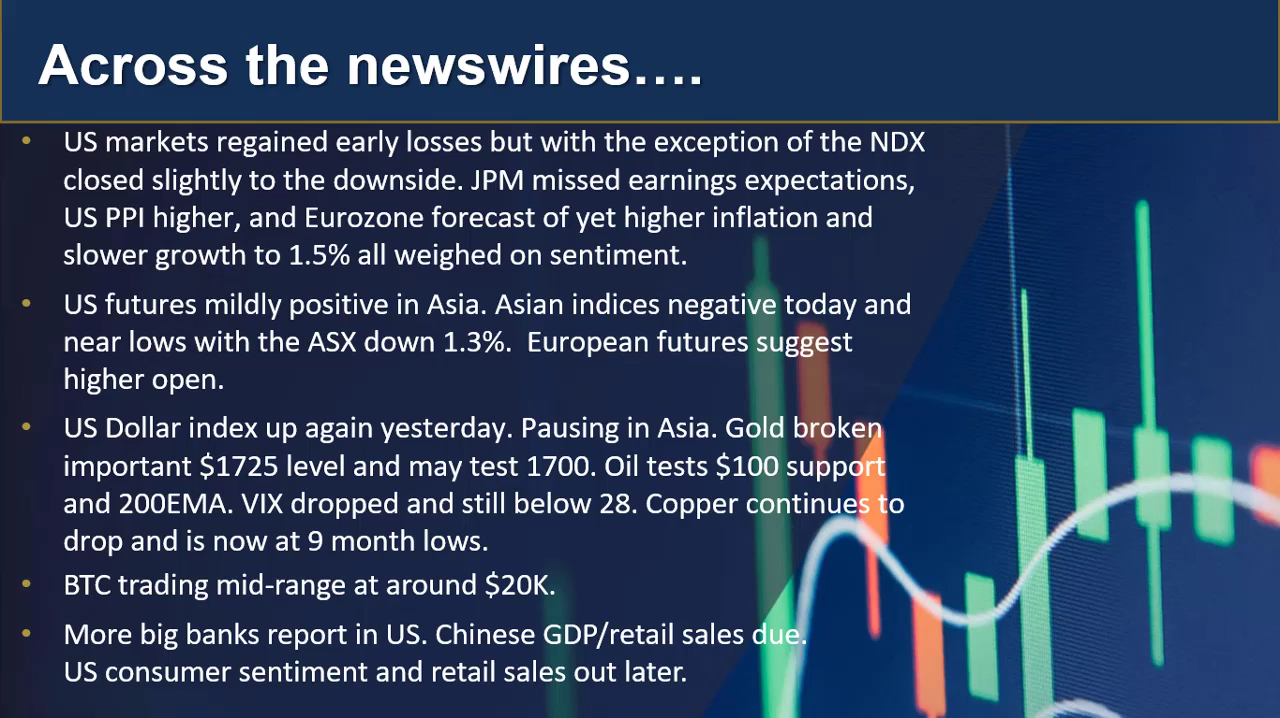 Across the newswires….
• US markets regained early losses but with the exception of the NDX
closed slightly to the downside. JPM missed earnings expectations,
US PPI higher, and Eurozone forecast of yet higher inflation and
slower growth to 1.5% all weighed on sentiment.
• US futures mildly positive in Asia. Asian indices negative today and
near lows with the ASX down 1.3%.  European futures suggest
higher open.
• US Dollar index up again yesterday. Pausing in Asia. Gold broken
important $1725 level and may test 1700. Oil tests $100 support
and 200EMA. VIX dropped and still below 28. Copper continues to
drop and is now at 9 month lows.
• BTC trading mid-range at around $20K.
• More big banks report in US. Chinese GDP/retail sales due.
US consumer sentiment and retail sales out later.